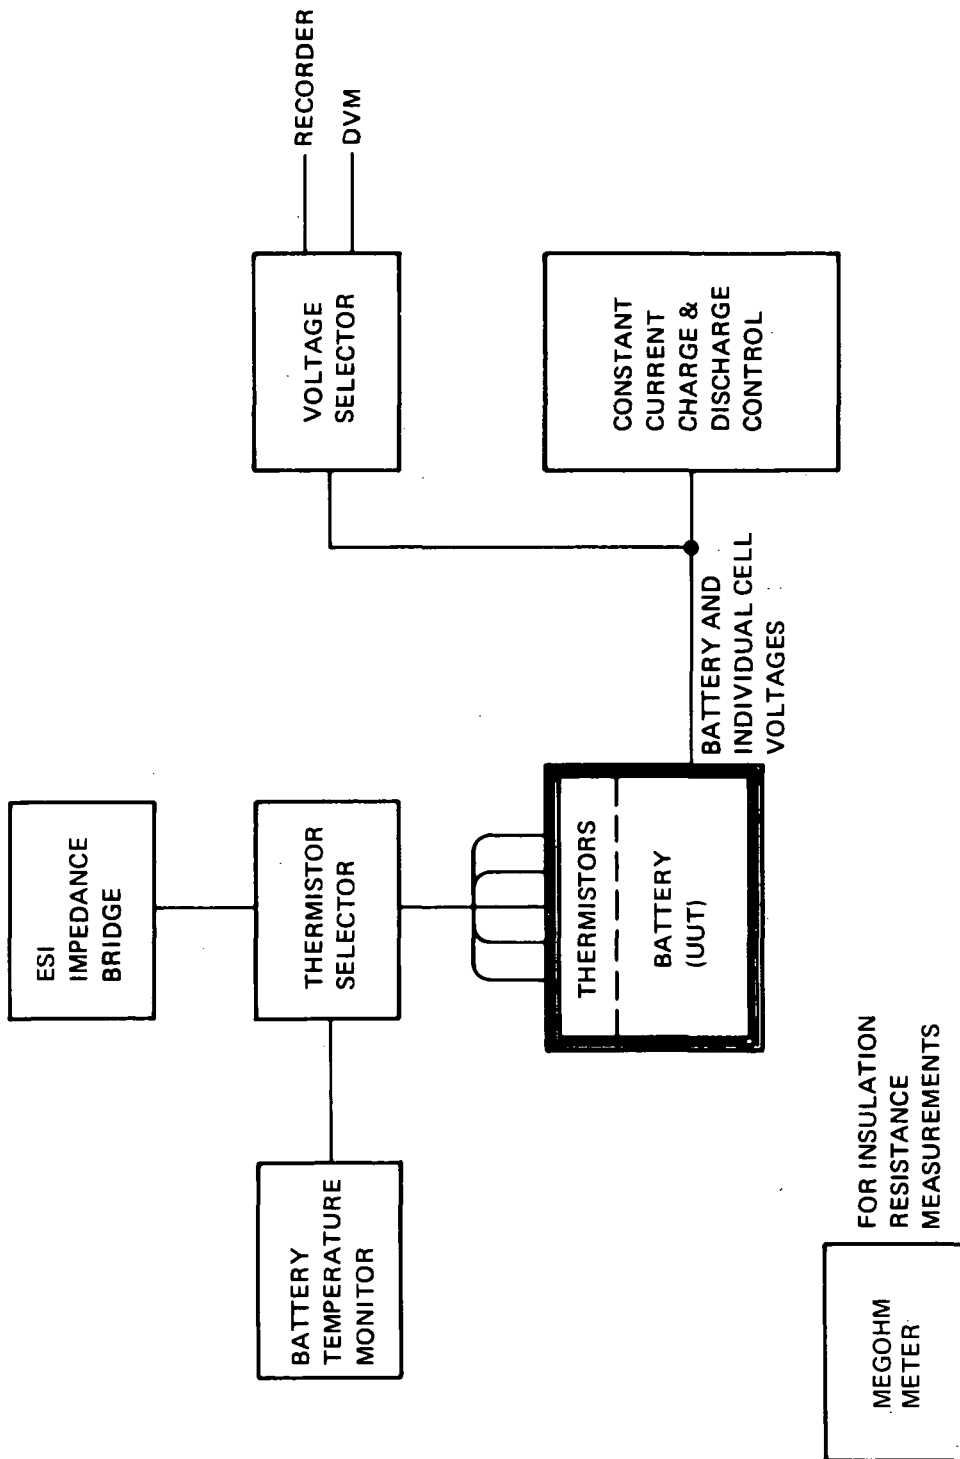 ESI
IMPEDANCE
BRIDGE
BATTERY
TEMPERATURE
MONITOR
THERMISTOR
SELECTOR
VOLTAGE
SELECTOR
RECORDER
DVM
THERMISTORS
BATTERY
(UUT)
BATTERY AND
INDIVIDUAL CELL
VOLTAGES
CONSTANT
CURRENT
CHARGE &
DISCHARGE
CONTROL
MEGOHM
METER
FOR INSULATION
RESISTANCE
MEASUREMENTS